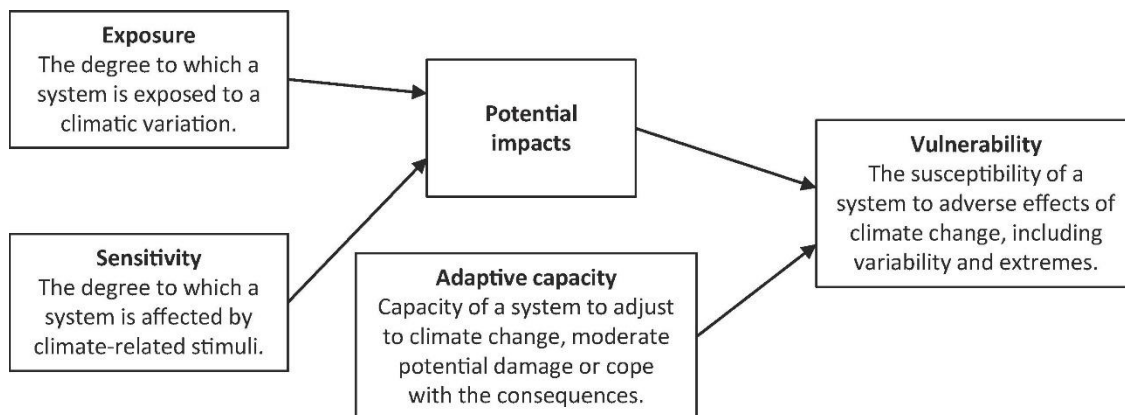 Exposure
The degree to which a
system is exposed to a
climatic variation.
Potential
impacts
Vulnerability
The susceptibility of a
system to adverse effects of
climate change, including
variability and extremes.
Sensitivity
The degree to which a
system is affected by
climate-related stimuli.
Adaptive capacity
Capacity of a system to adjust
to climate change, moderate
potential damage or cope
with the consequences.